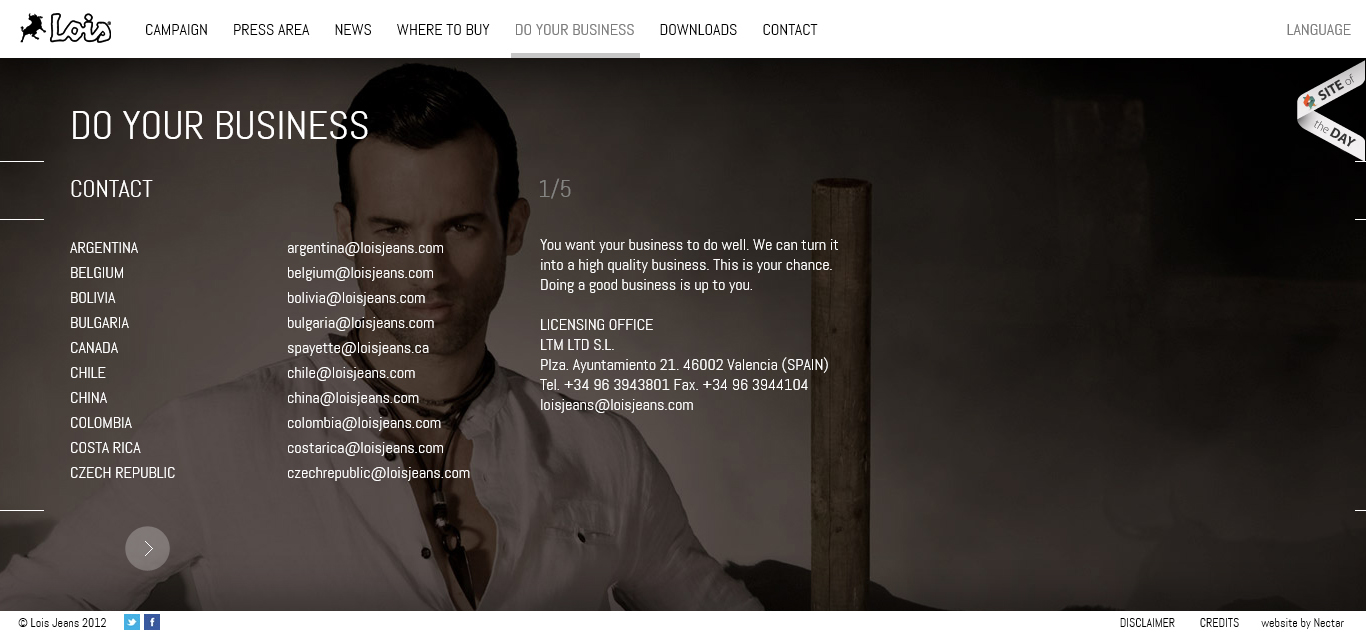 Lois
CAMPAIGN
PRESS AREA
NEWS
WHERE TO BUY
DO YOUR BUSINESS
DOWNLOADS
CONTACT
LANGUAGE
SITE of
the DAY
DO YOUR BUSINESS
CONTACT
1/5
ARGENTINA argentina@loisjeans.com
BELGIUM belgium@loisjeans.com
BOLIVIA bolivia@loisjeans.com
BULGARIA bulgaria@loisjeans.com
CANADA spayette@loisjeans.ca
CHILE chile@loisjeans.com
CHINA china@loisjeans.com
COLOMBIA colombia@loisjeans.com
COSTA RICA costarica@loisjeans.com
CZECH REPUBLIC czechrepublic@loisjeans.com
You want your business to do well. We can turn it
into a high quality business. This is your chance.
Doing a good business is up to you.
LICENSING OFFICE
LTM LTD S.L.
Plza. Ayuntamiento 21. 46002 Valencia (SPAIN)
Tel. +34 96 3943801 Fax. +34 96 3944104
loisjeans@loisjeans.com
© Lois Jeans 2012
DISCLAIMER
CREDITS
website by Nectar